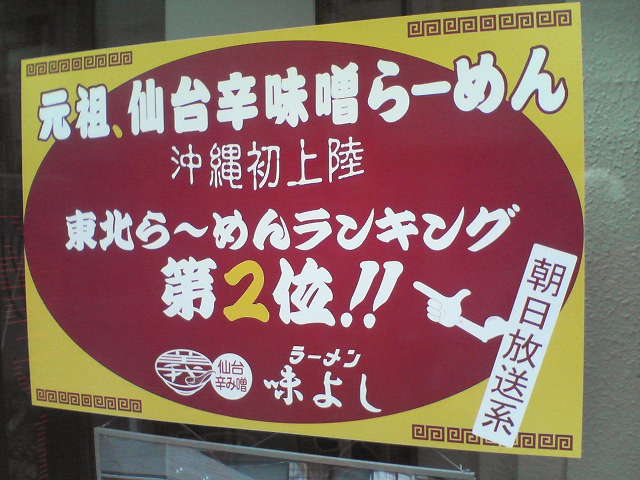 元祖、仙台辛味噌らーめん
沖縄初上陸
東北ら～めんランキング
第2位!!
朝日放送系
仙台
辛み噌
ラーメン
味よし